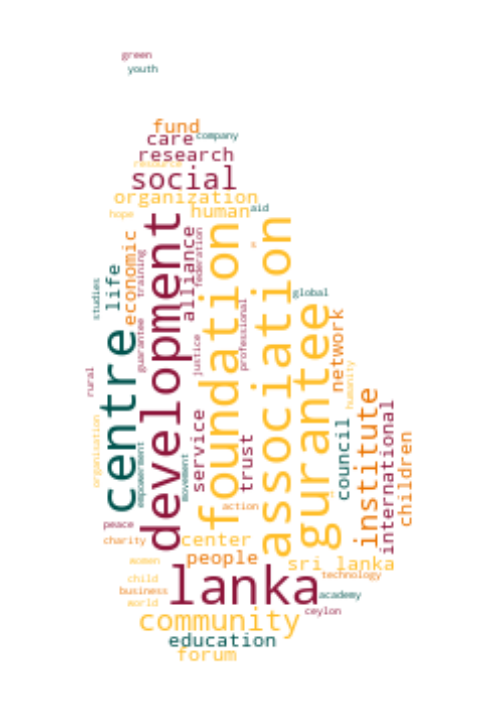 green
youth
fund
care
company
research
resource
social
organization
hope
human
aid
development
foundation
association
s
economic
alliance
federation
training
life
studies
global
centre
gurantee
network
professional
guarantee
justice
rural
humanity
institute
international
children
council
service
trust
organisation
empowerment
movement
action
peace
charity
center
people
women
sri lanka
technology
child
lanka
business
academy
world
ceylon
community
education
forum